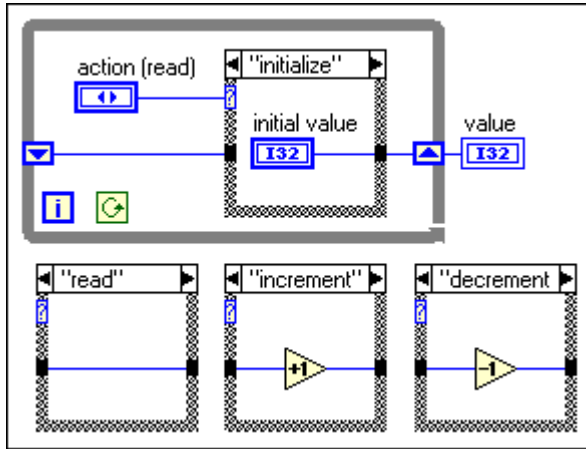 action (read)
"initialize"
?
initial value
I32
value
I32
i
"read"
?
"increment"
?
+1
"decrement
?
-1